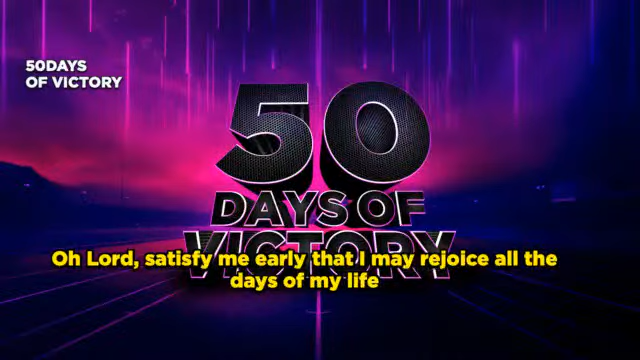 50DAYS
OF VICTORY
50
DAYS OF
VICTORY
Oh Lord, satisfy me early that I may rejoice all the
days of my life